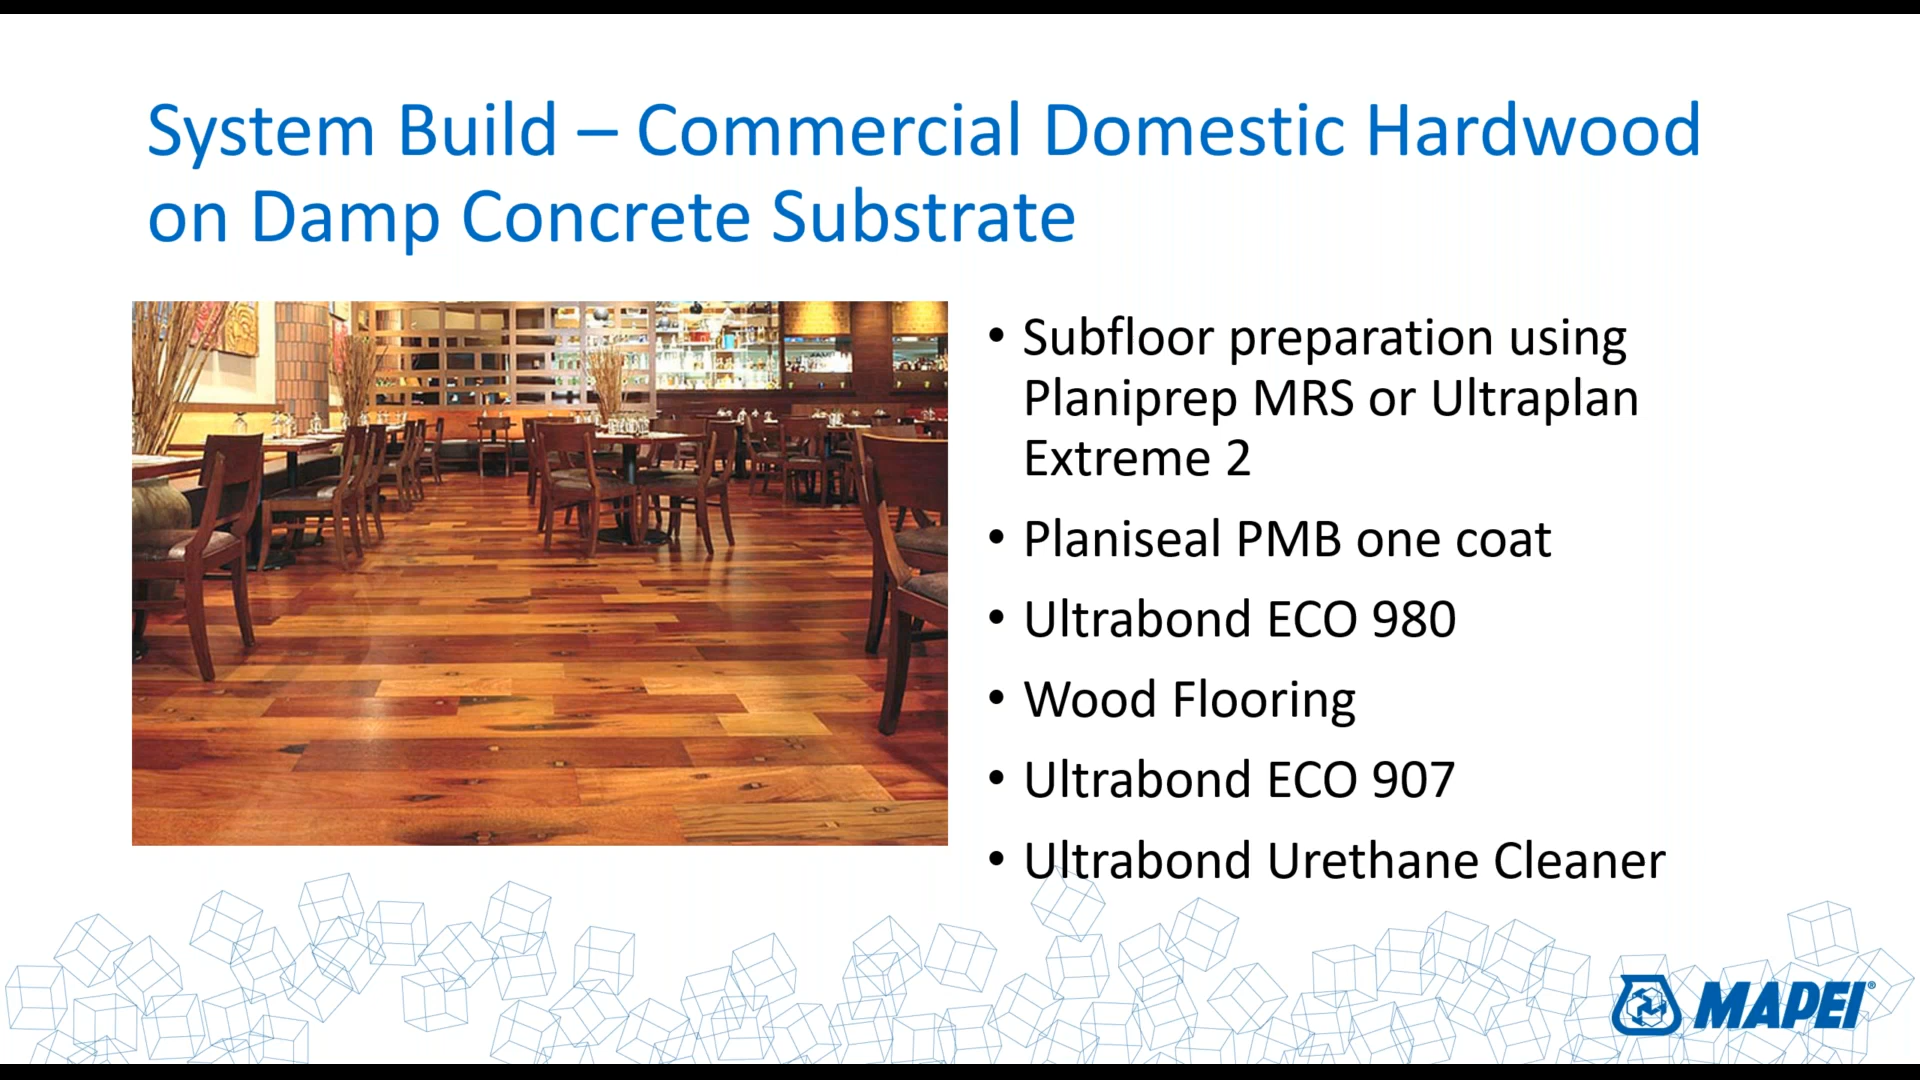 System Build – Commercial Domestic Hardwood
on Damp Concrete Substrate
• Subfloor preparation using
Planiprep MRS or Ultraplan
Extreme 2
• Planiseal PMB one coat
• Ultrabond ECO 980
• Wood Flooring
• Ultrabond ECO 907
• Ultrabond Urethane Cleaner
MAPEI®